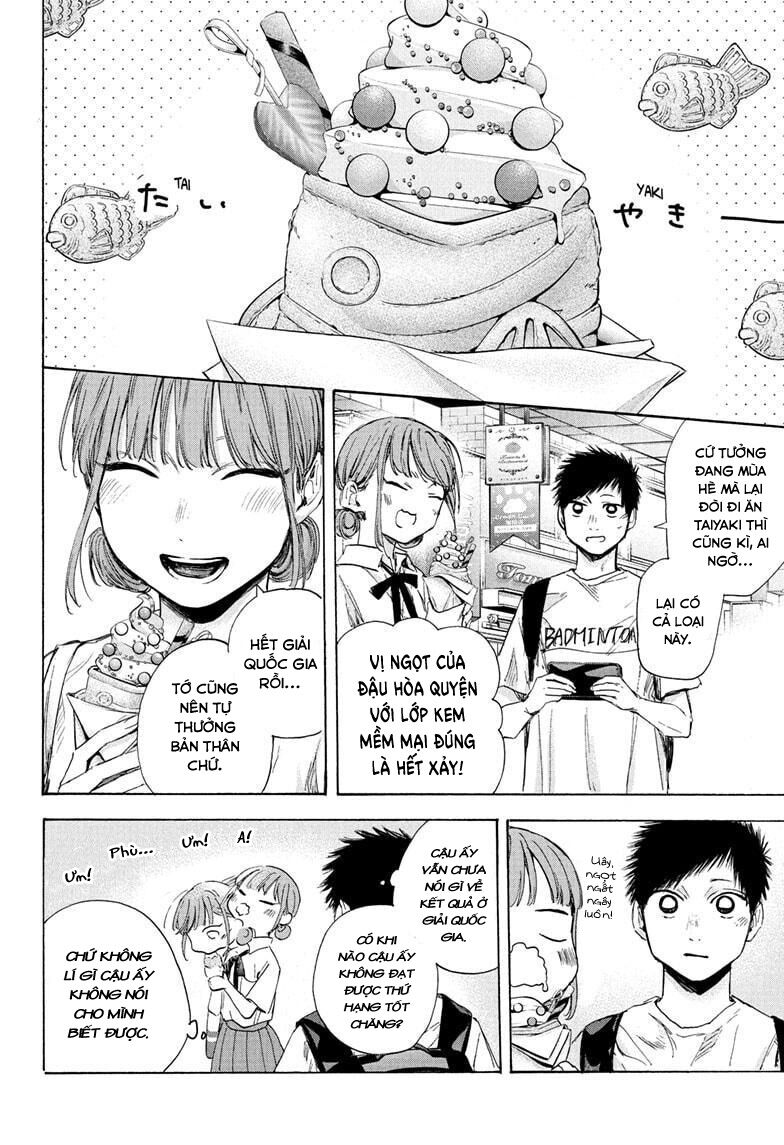 たい
TAI
やき
YAKI
CỨ TƯỞNG
ĐANG MÙA
HÈ MÀ LẠI
ĐÒI ĐI ĂN
TAIYAKI THÌ
CŨNG KÌ, AI
NGỜ...
LẠI CÓ
CẢ LOẠI
NÀY.
BADMINTON
VỊ NGỌT CỦA
ĐẬU HÒA QUYỆN
VỚI LỚP KEM
MỀM MẠI ĐÚNG
LÀ HẾT XẢY!
HẾT GIẢI
QUỐC GIA
RỒI...
TỚ CŨNG
NÊN TỰ
THƯỞNG
BẢN THÂN
CHỨ.
Uây,
ngọt
ngất
ngây
luôn!
CẬU ẤY
VẪN CHƯA
NÓI GÌ VỀ
KẾT QUẢ Ở
GIẢI QUỐC
GIA.
CÓ KHI
NÀO CẬU ẤY
KHÔNG ĐẠT
ĐƯỢC THỨ
HẠNG TỐT
CHĂNG?
A!
Ưm!
Phù...
Ưm!
CHỨ KHÔNG
LÍ GÌ CẬU ẤY
KHÔNG NÓI
CHO MÌNH
BIẾT ĐƯỢC.